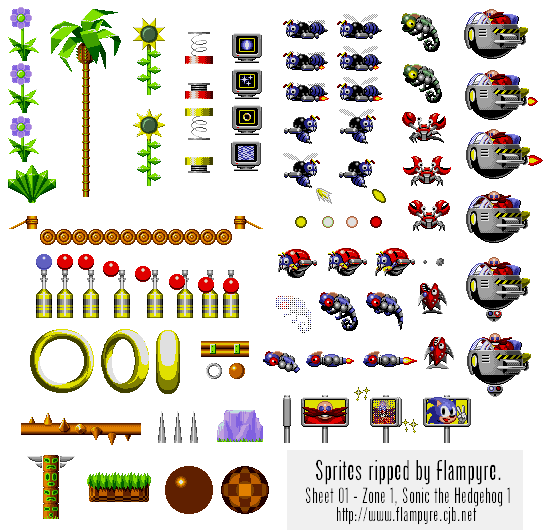 Sprites ripped by Flampyre.
Sheet 01 - Zone 1, Sonic the Hedgehog 1
http://www.flampyre.cjb.net